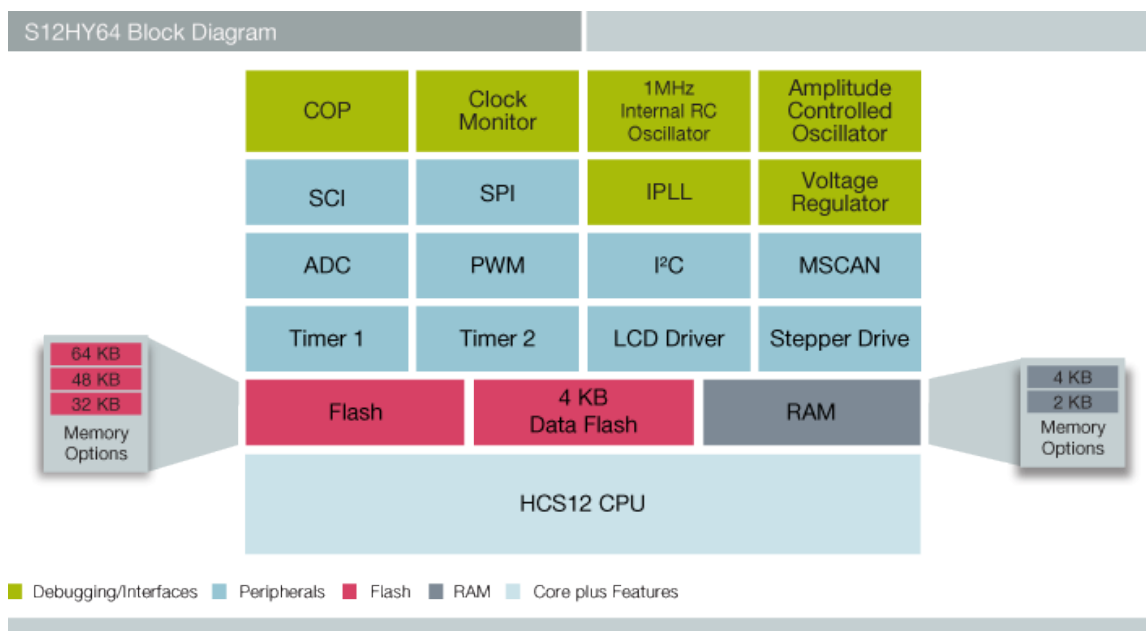 S12HY64 Block Diagram
COP
Clock
Monitor
1MHz
Internal RC
Oscillator
Amplitude
Controlled
Oscillator
SCI
SPI
IPLL
Voltage
Regulator
ADC
PWM
I²C
MSCAN
Timer 1
Timer 2
LCD Driver
Stepper Drive
64 KB
48 KB
32 KB
Memory
Options
Flash
4 KB
Data Flash
RAM
4 KB
2 KB
Memory
Options
HCS12 CPU
Debugging/Interfaces Peripherals Flash RAM Core plus Features